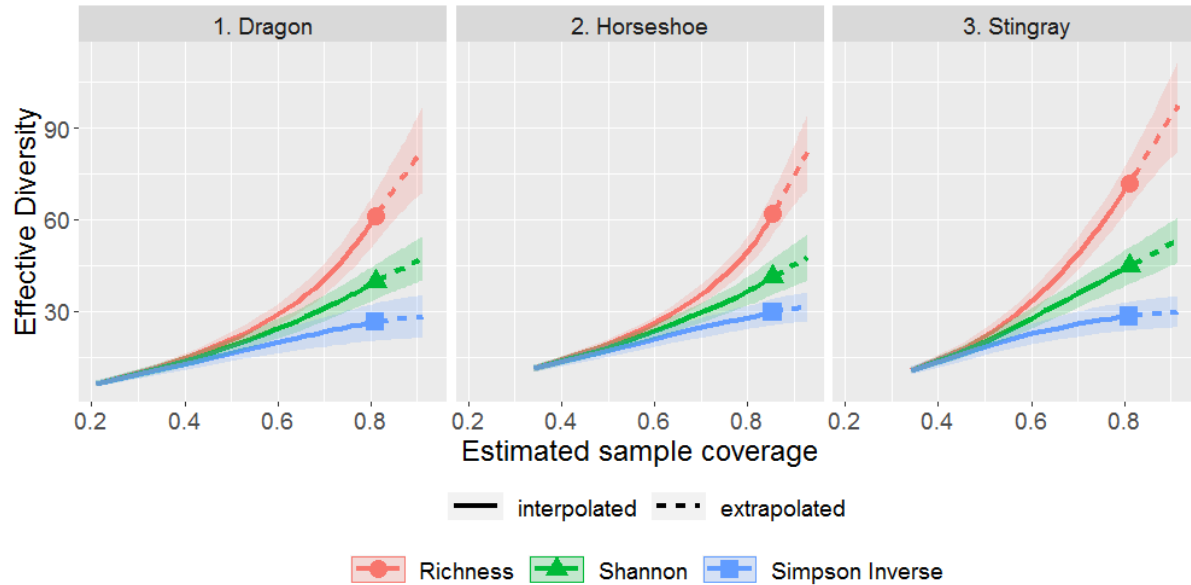 1. Dragon 2. Horseshoe 3. Stingray
Effective Diversity
90
60
30
0.2 0.4 0.6 0.8 0.2 0.4 0.6 0.8 0.2 0.4 0.6 0.8
Estimated sample coverage
interpolated extrapolated
Richness Shannon Simpson Inverse